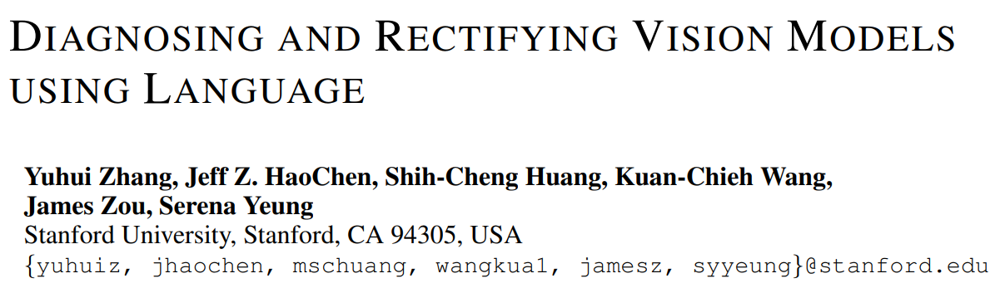 DIAGNOSING AND RECTIFYING VISION MODELS
USING LANGUAGE
Yuhui Zhang, Jeff Z. HaoChen, Shih-Cheng Huang, Kuan-Chieh Wang,
James Zou, Serena Yeung
Stanford University, Stanford, CA 94305, USA
{yuhuiz, jhaochen, mschuang, wangkua1, jamesz, syyeung}@stanford.edu